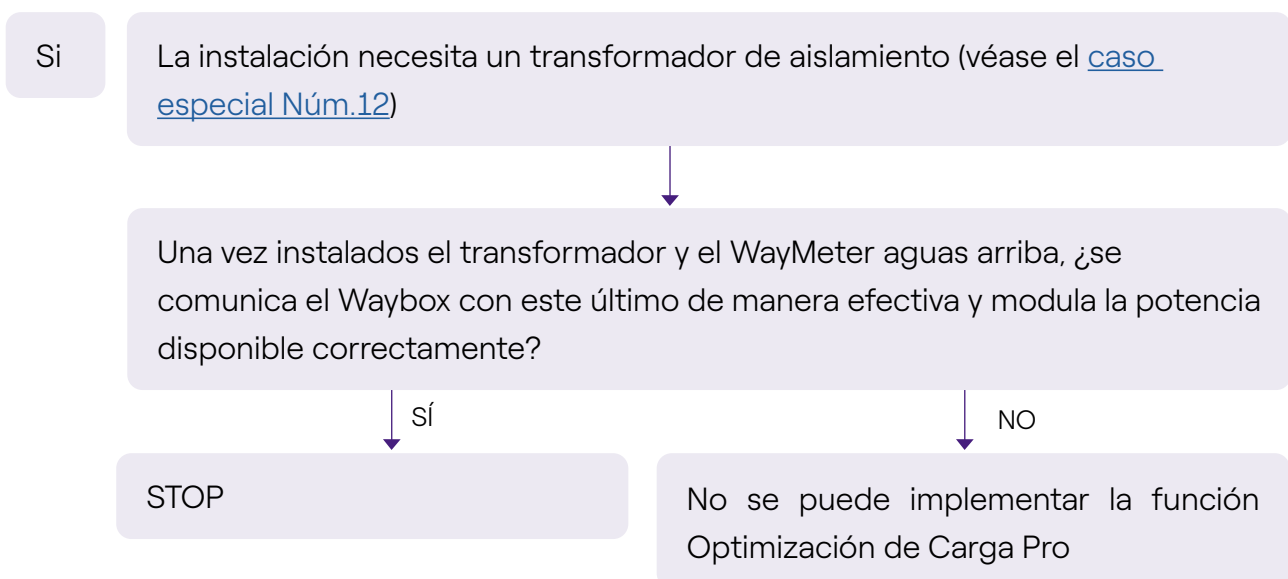 Si
La instalación necesita un transformador de aislamiento (véase el caso
especial Núm.12)
Una vez instalados el transformador y el WayMeter aguas arriba, ¿se
comunica el Waybox con este último de manera efectiva y modula la potencia
disponible correctamente?
SÍ
NO
STOP
No se puede implementar la función
Optimización de Carga Pro